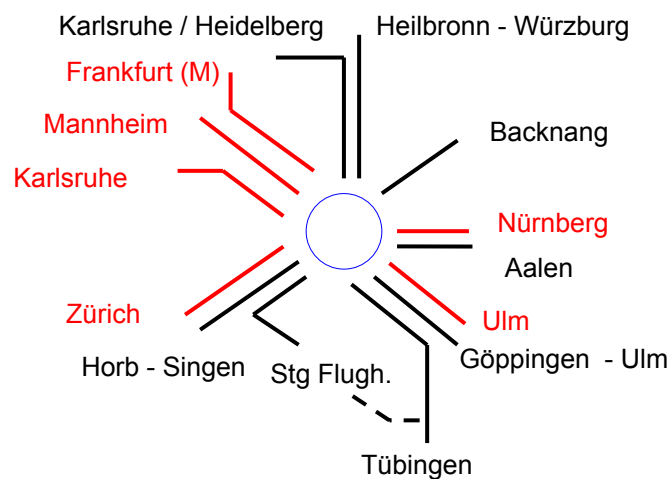 Karlsruhe / Heidelberg
Heilbronn - Würzburg
Frankfurt (M)
Mannheim
Backnang
Karlsruhe
Nürnberg
Aalen
Zürich
Ulm
Horb - Singen
Stg Flugh.
Göppingen - Ulm
Tübingen